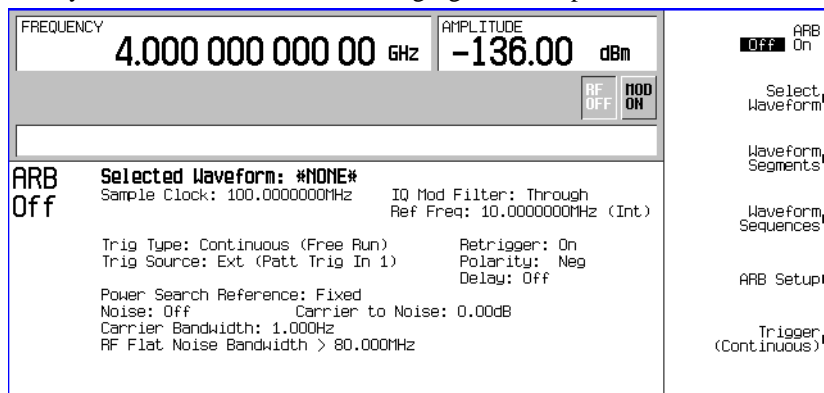 FREQUENCY
4.000 000 000 00 GHz
AMPLITUDE
-136.00 dBm
RF OFF
MOD ON
ARB Off
Selected Waveform: *NONE*
Sample Clock: 100.0000000MHz IQ Mod Filter: Through
Ref Freq: 10.0000000MHz (Int)
Trig Type: Continuous (Free Run) Retrigger: On
Trig Source: Ext (Patt Trig In 1) Polarity: Neg
Delay: Off
Power Search Reference: Fixed
Noise: Off Carrier to Noise: 0.00dB
Carrier Bandwidth: 1.000Hz
RF Flat Noise Bandwidth > 80.000MHz
ARB
Off On
Select
Waveform
Waveform
Segments
Waveform
Sequences
ARB Setup
Trigger
(Continuous)